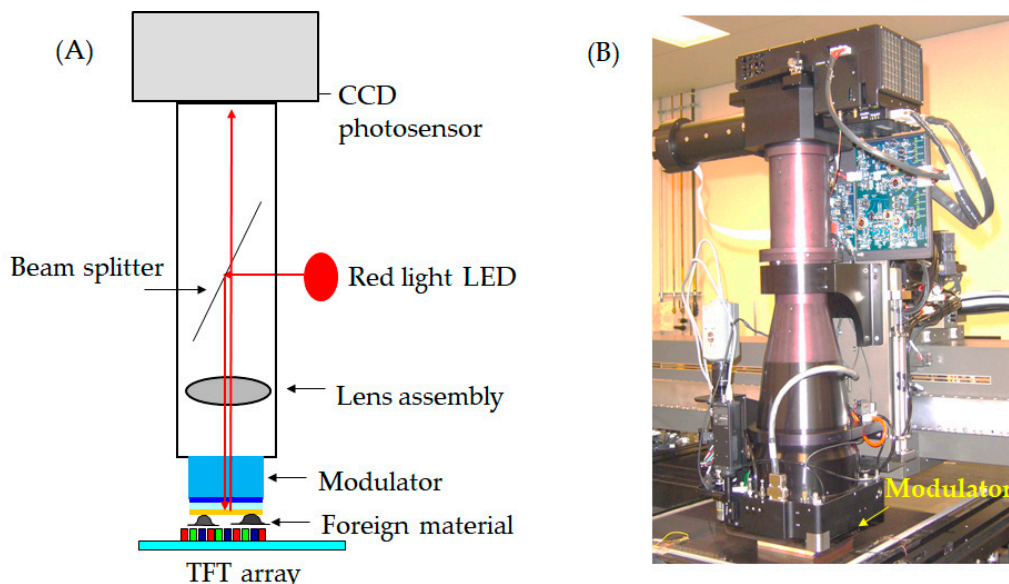 (A)
CCD
photosensor
Beam splitter
Red light LED
Lens assembly
Modulator
Foreign material
TFT array
(B)
Modulator